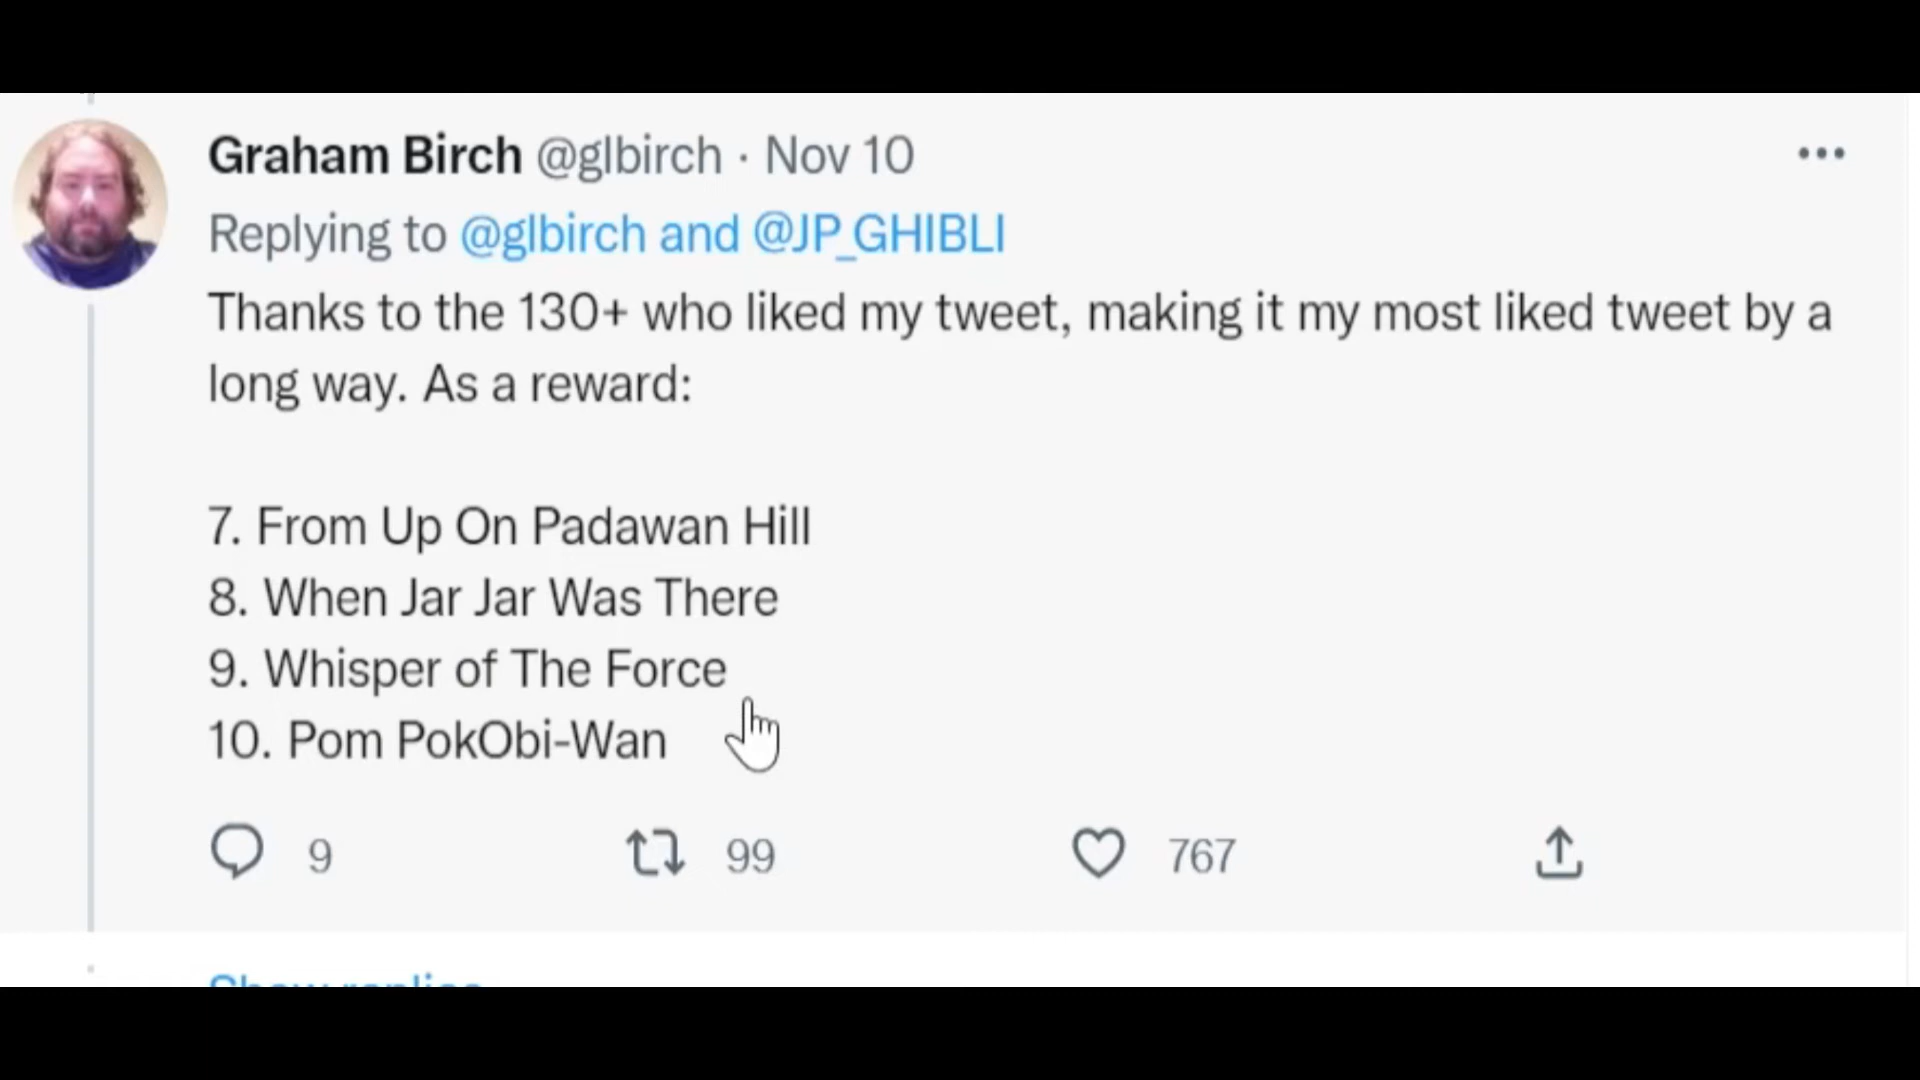 Graham Birch @glbirch · Nov 10
Replying to @glbirch and @JP_GHIBLI
Thanks to the 130+ who liked my tweet, making it my most liked tweet by a
long way. As a reward:
7. From Up On Padawan Hill
8. When Jar Jar Was There
9. Whisper of The Force
10. Pom PokObi-Wan
9 99 767
Show replies